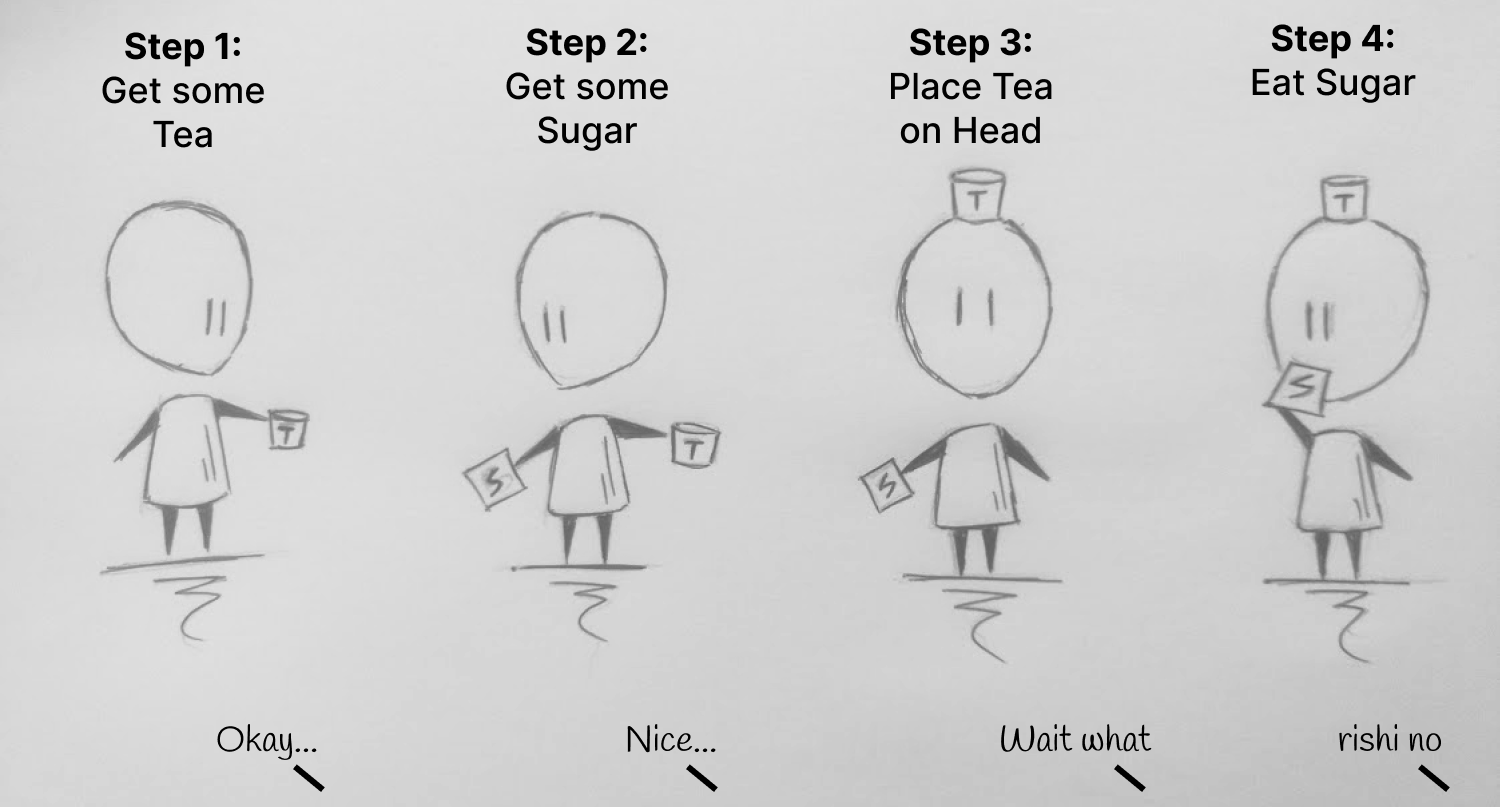 Step 1:
Get some
Tea
Step 2:
Get some
Sugar
Step 3:
Place Tea
on Head
Step 4:
Eat Sugar
T
S
T
T
S
T
S
Okay...
Nice...
Wait what
rishi no